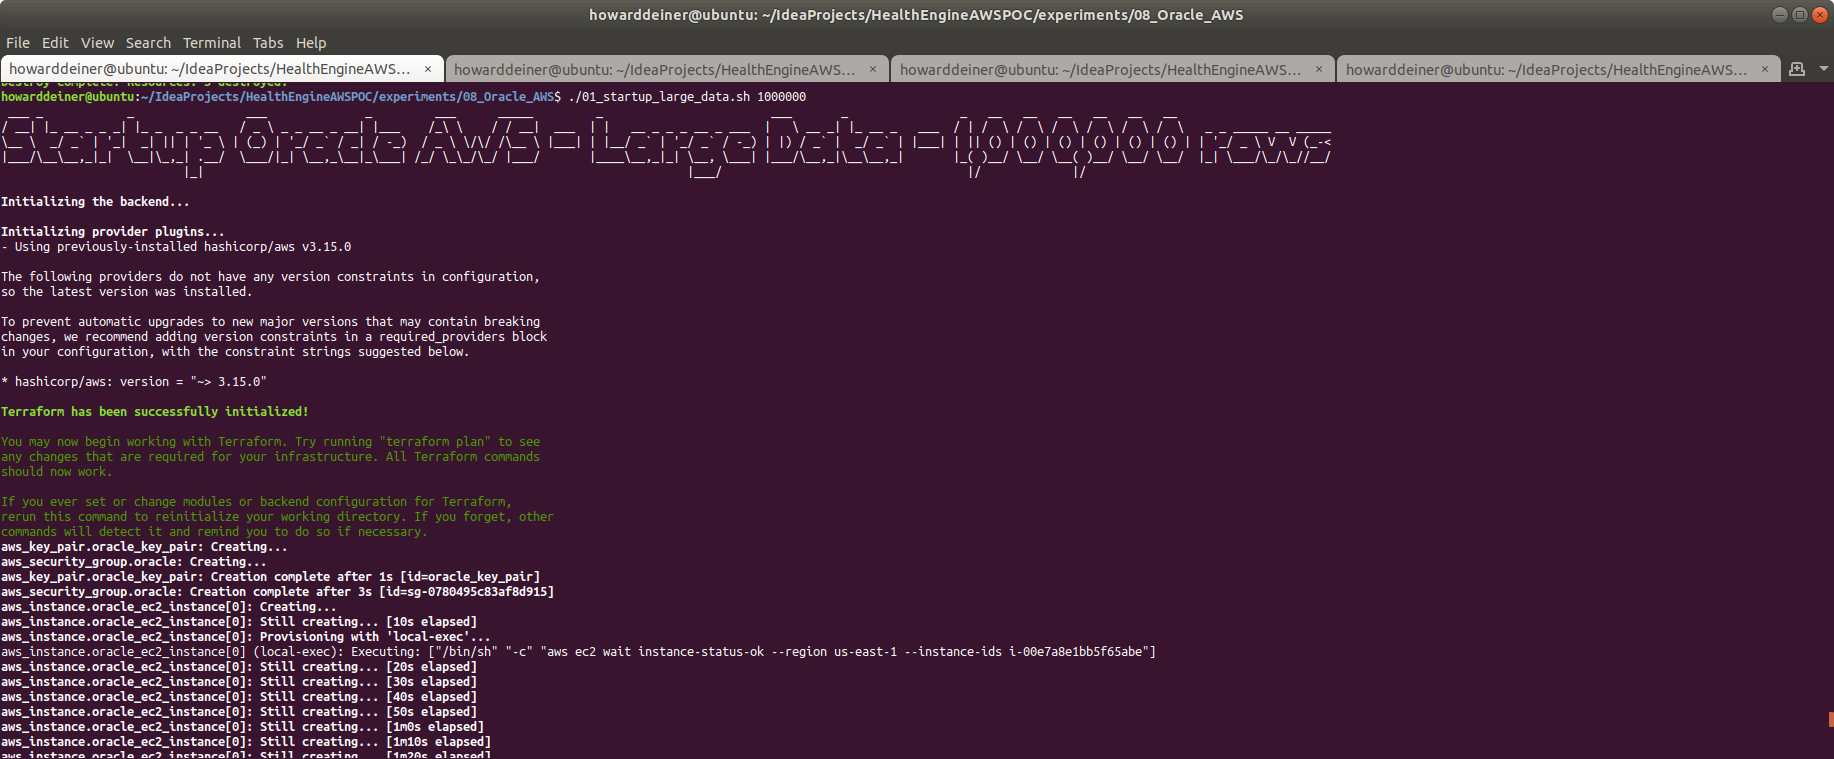 howarddeiner@ubuntu: ~/IdeaProjects/HealthEngineAWSPOC/experiments/08_Oracle_AWS
File Edit View Search Terminal Tabs Help
howarddeiner@ubuntu: ~/IdeaProjects/HealthEngineAWS... × howarddeiner@ubuntu: ~/IdeaProjects/HealthEngineAWS... × howarddeiner@ubuntu: ~/IdeaProjects/HealthEngineAWS... × howarddeiner@ubuntu: ~/IdeaProjects/HealthEngineAWS... ×
Destroy complete! Resources: 3 destroyed.
howarddeiner@ubuntu:~/IdeaProjects/HealthEngineAWSPOC/experiments/08_Oracle_AWS$ ./01_startup_large_data.sh 1000000
Startup Oracle AWS - Large Data - 1,000,000 rows
Initializing the backend...
Initializing provider plugins...
- Using previously-installed hashicorp/aws v3.15.0
The following providers do not have any version constraints in configuration,
so the latest version was installed.
To prevent automatic upgrades to new major versions that may contain breaking
changes, we recommend adding version constraints in a required_providers block
in your configuration, with the constraint strings suggested below.
* hashicorp/aws: version = "~> 3.15.0"
Terraform has been successfully initialized!
You may now begin working with Terraform. Try running "terraform plan" to see
any changes that are required for your infrastructure. All Terraform commands
should now work.
If you ever set or change modules or backend configuration for Terraform,
rerun this command to reinitialize your working directory. If you forget, other
commands will detect it and remind you to do so if necessary.
aws_key_pair.oracle_key_pair: Creating...
aws_security_group.oracle: Creating...
aws_key_pair.oracle_key_pair: Creation complete after 1s [id=oracle_key_pair]
aws_security_group.oracle: Creation complete after 3s [id=sg-0780495c83af8d915]
aws_instance.oracle_ec2_instance[0]: Creating...
aws_instance.oracle_ec2_instance[0]: Still creating... [10s elapsed]
aws_instance.oracle_ec2_instance[0]: Provisioning with 'local-exec'...
aws_instance.oracle_ec2_instance[0] (local-exec): Executing: ["/bin/sh" "-c" "aws ec2 wait instance-status-ok --region us-east-1 --instance-ids i-00e7a8e1bb5f65abe"]
aws_instance.oracle_ec2_instance[0]: Still creating... [20s elapsed]
aws_instance.oracle_ec2_instance[0]: Still creating... [30s elapsed]
aws_instance.oracle_ec2_instance[0]: Still creating... [40s elapsed]
aws_instance.oracle_ec2_instance[0]: Still creating... [50s elapsed]
aws_instance.oracle_ec2_instance[0]: Still creating... [1m0s elapsed]
aws_instance.oracle_ec2_instance[0]: Still creating... [1m10s elapsed]
aws_instance.oracle_ec2_instance[0]: Still creating... [1m20s elapsed]